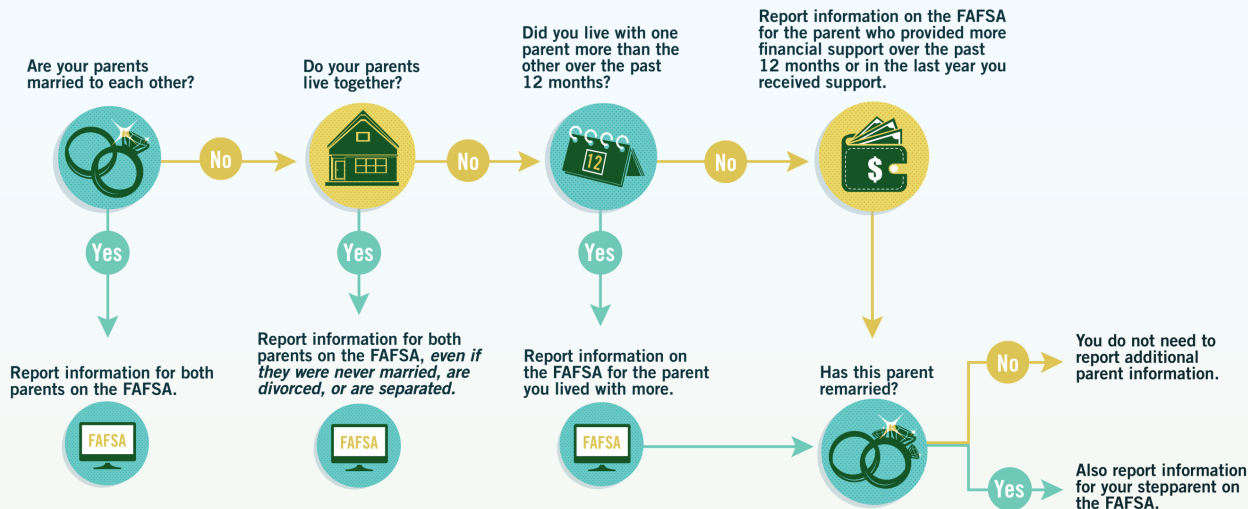 Are your parents
married to each other?
No
Do your parents
live together?
No
Did you live with one
parent more than the
other over the past
12 months?
12
No
Report information on the FAFSA
for the parent who provided more
financial support over the past
12 months or in the last year you
received support.
$
Yes
Yes
Yes
Report information for both
parents on the FAFSA.
FAFSA
Report information for both
parents on the FAFSA, even if
they were never married, are
divorced, or are separated.
FAFSA
Report information on
the FAFSA for the parent
you lived with more.
FAFSA
Has this parent
remarried?
No
You do not need to
report additional
parent information.
Yes
Also report information
for your stepparent on
the FAFSA.